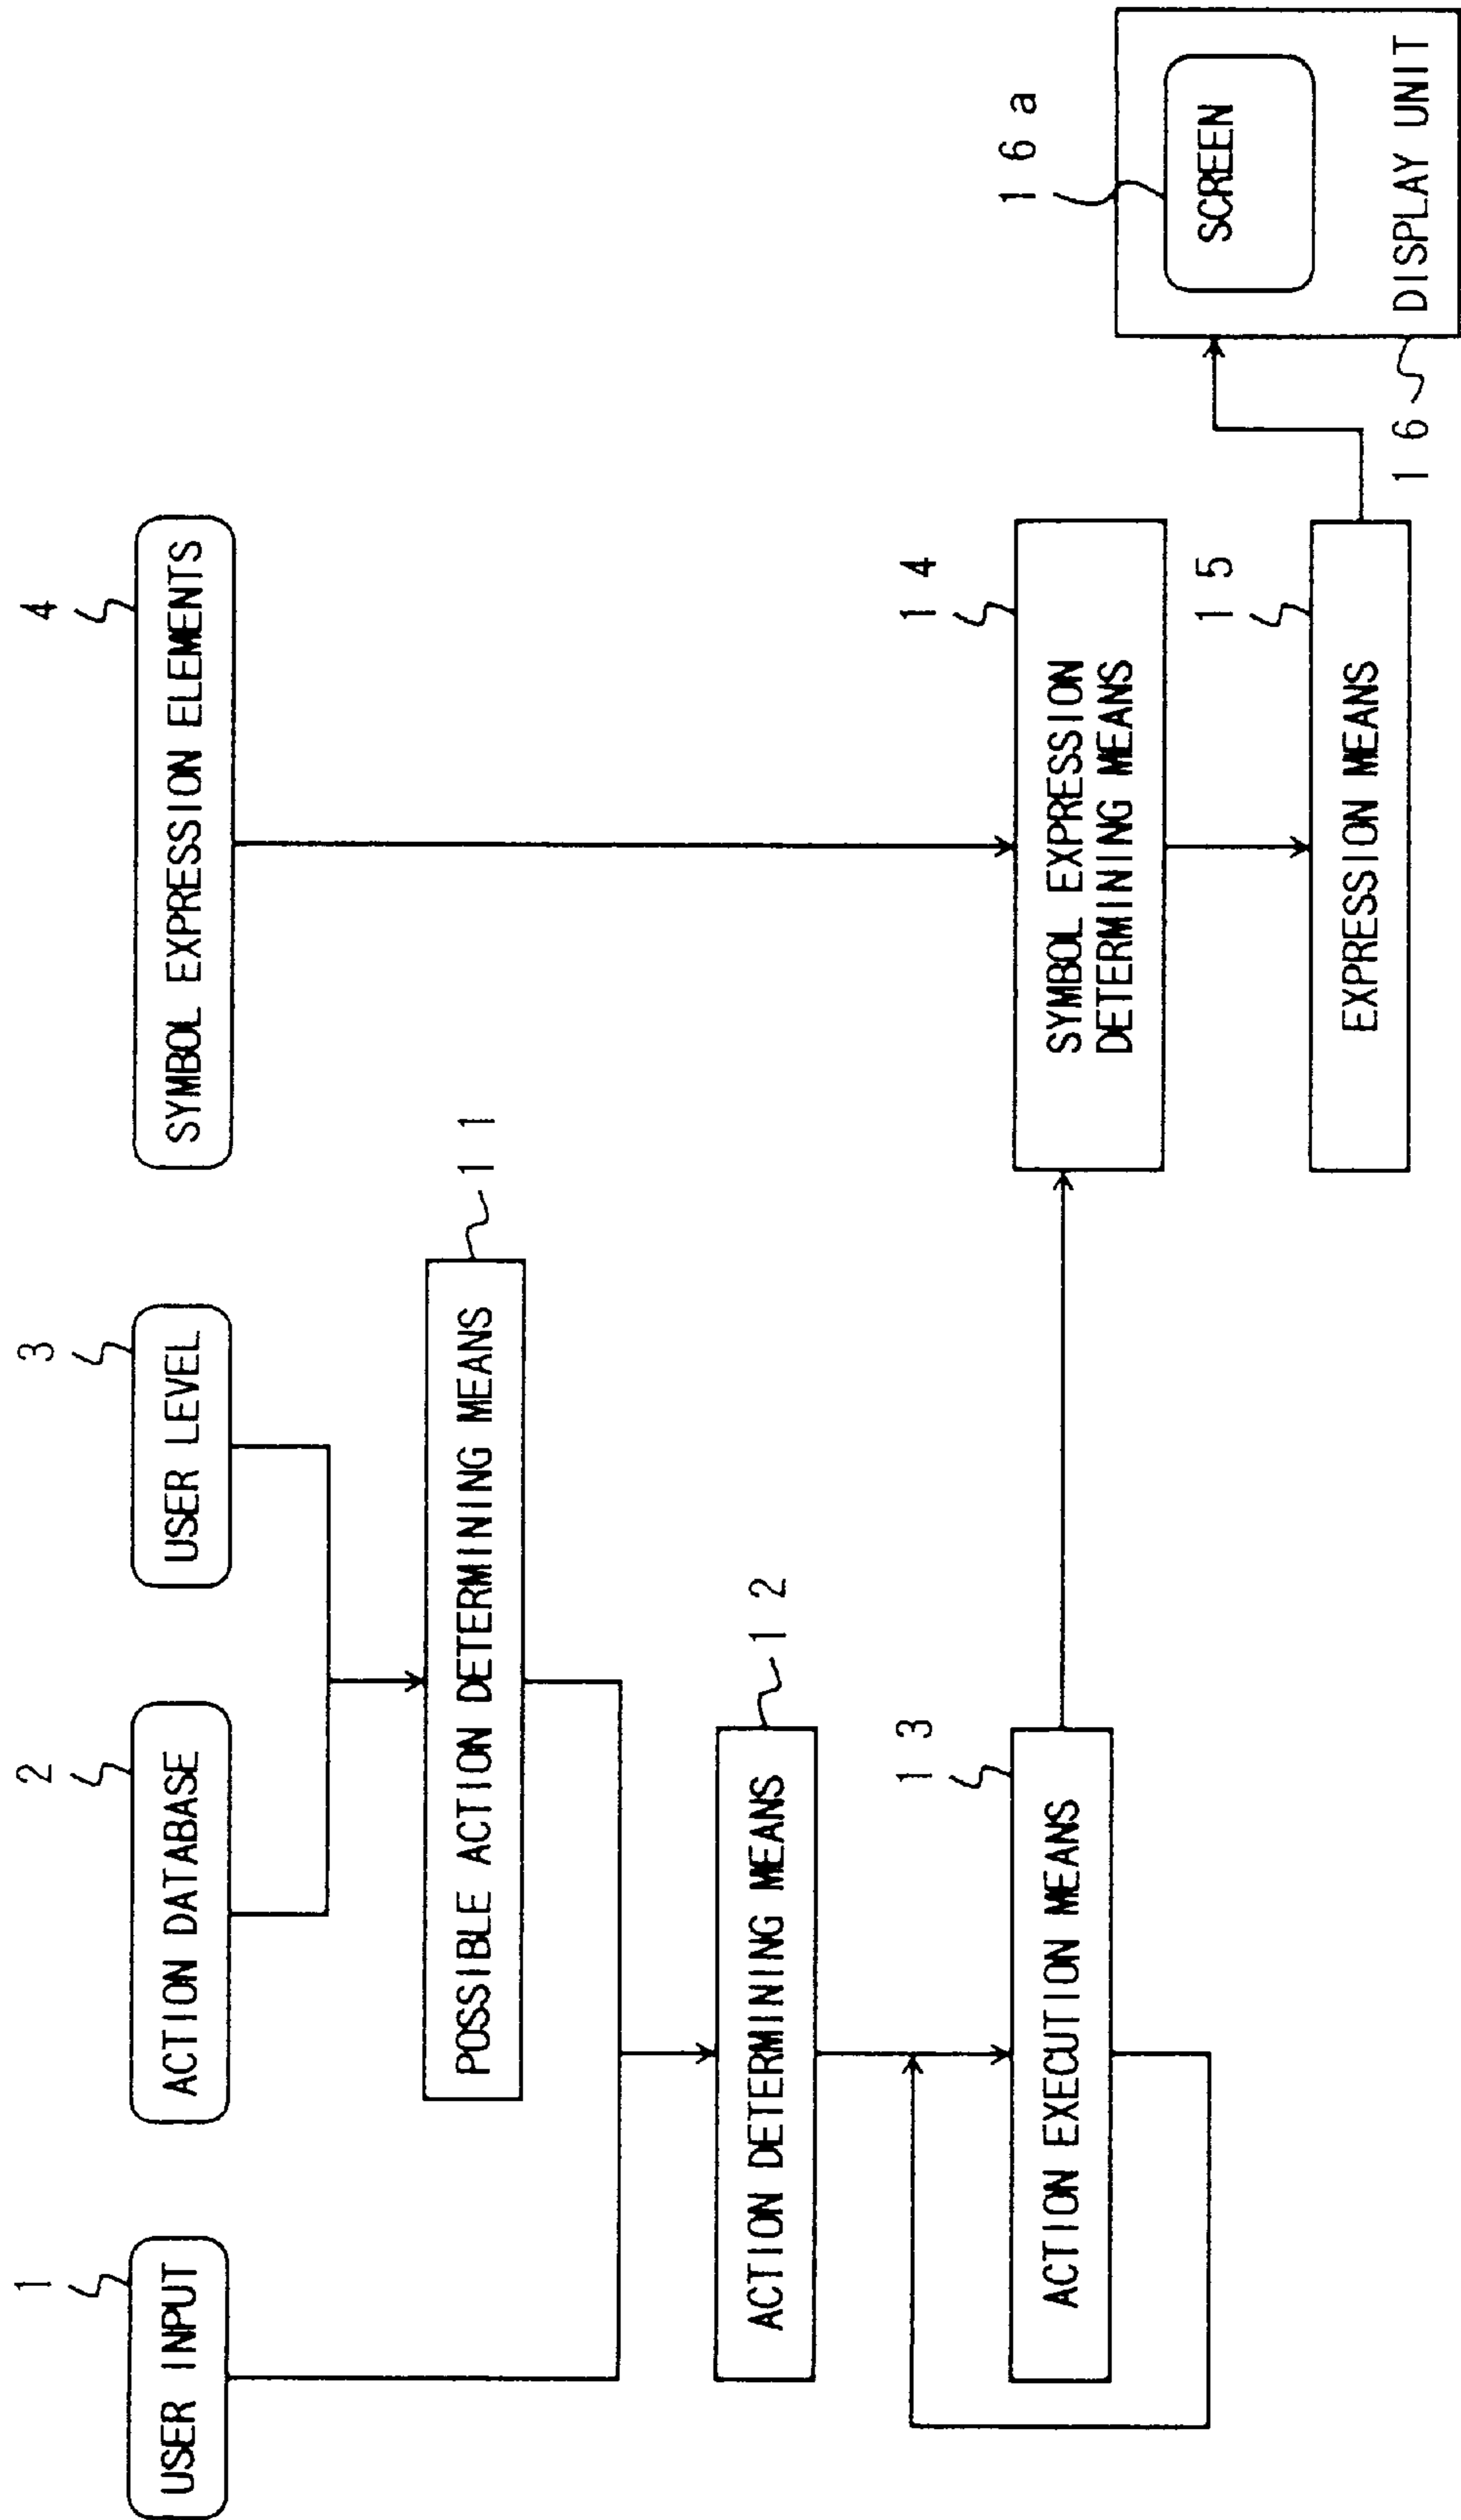 1
USER INPUT
2
ACTION DATABASE
3
USER LEVEL
4
SYMBOL EXPRESSION ELEMENTS
POSSIBLE ACTION DETERMINING MEANS
11
ACTION DETERMINING MEANS
12
13
ACTION EXECUTION MEANS
14
SYMBOL EXPRESSION
DETERMINING MEANS
15
EXPRESSION MEANS
16a
SCREEN
DISPLAY UNIT
16